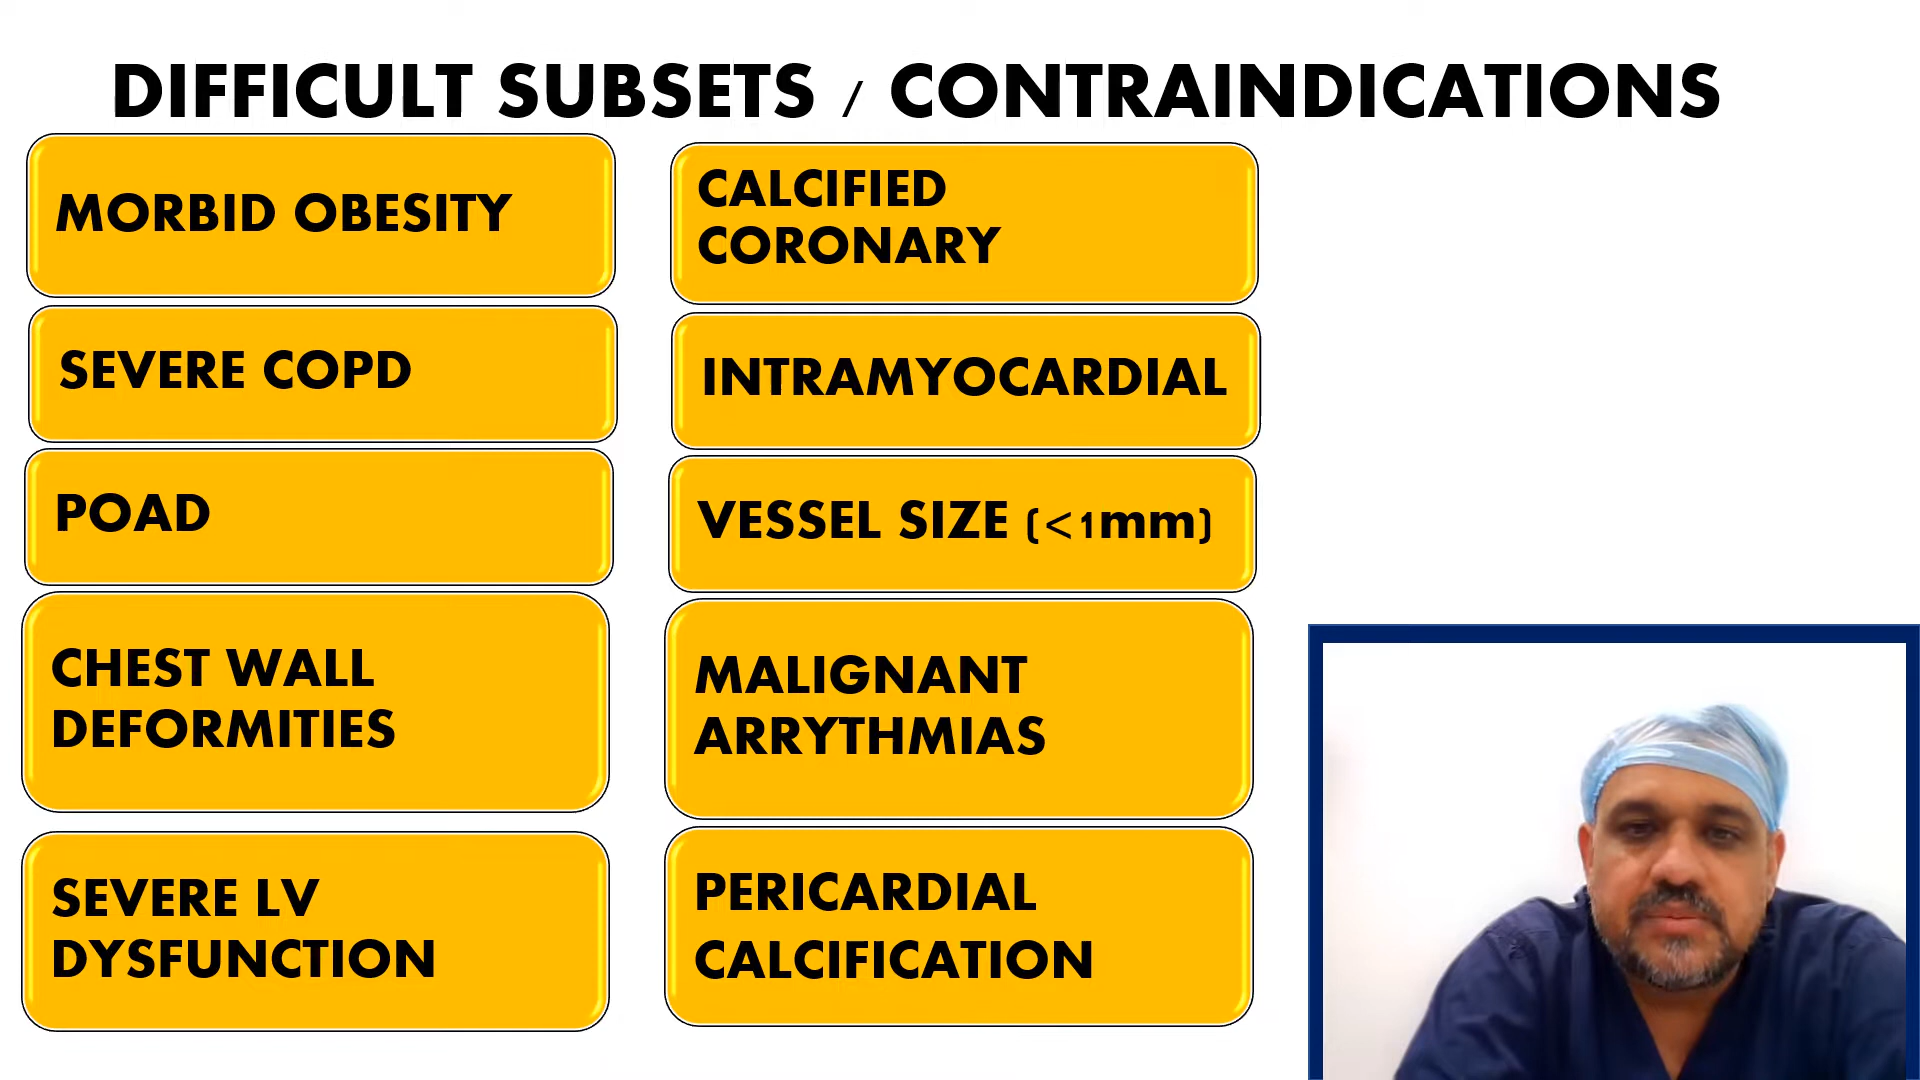 DIFFICULT SUBSETS / CONTRAINDICATIONS
MORBID OBESITY
SEVERE COPD
POAD
CHEST WALL
DEFORMITIES
SEVERE LV
DYSFUNCTION
CALCIFIED
CORONARY
INTRAMYOCARDIAL
VESSEL SIZE (<1mm)
MALIGNANT
ARRYTHMIAS
PERICARDIAL
CALCIFICATION